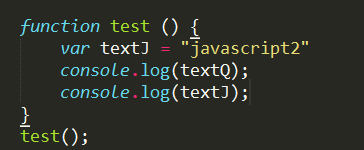 function test () {
    var textJ = "javascript2"
    console.log(textQ);
    console.log(textJ);
}
test();